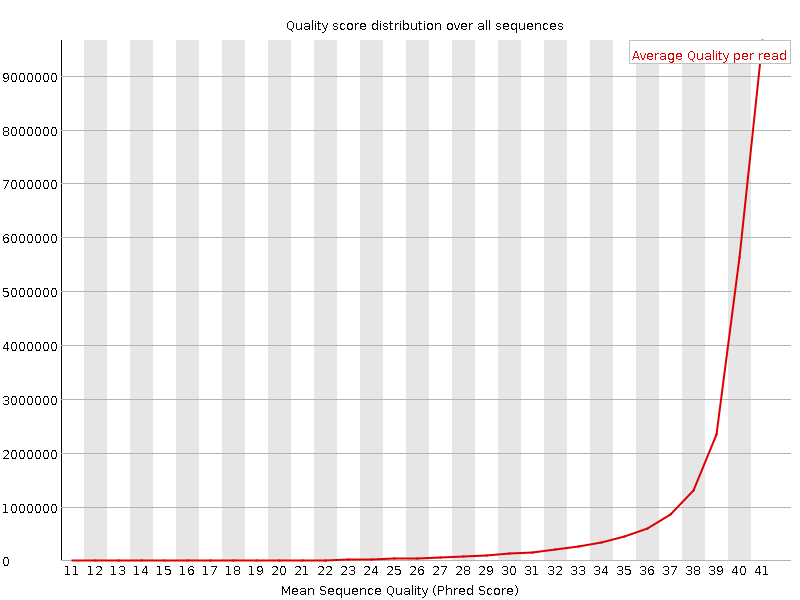 Quality score distribution over all sequences
Average Quality per read
9000000
8000000
7000000
6000000
5000000
4000000
3000000
2000000
1000000
0
11 12 13 14 15 16 17 18 19 20 21 22 23 24 25 26 27 28 29 30 31 32 33 34 35 36 37 38 39 40 41
Mean Sequence Quality (Phred Score)